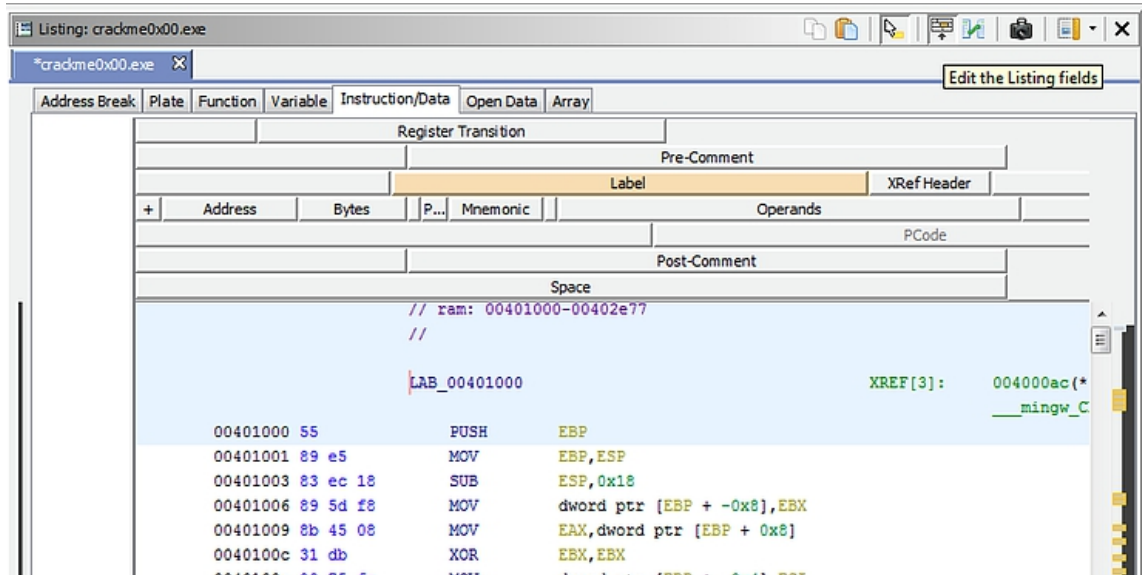 Listing: crackme0x00.exe
*crackme0x00.exe
Edit the Listing fields
Address Break Plate Function Variable Instruction/Data Open Data Array
Register Transition
Pre-Comment
Label XRef Header
+ Address Bytes P... Mnemonic Operands
PCode
Post-Comment
Space
// ram: 00401000-00402e77
//
LAB_00401000 XREF[3]: 004000ac(*
___mingw_C
00401000 55 PUSH EBP
00401001 89 e5 MOV EBP,ESP
00401003 83 ec 18 SUB ESP,0x18
00401006 89 5d f8 MOV dword ptr [EBP + -0x8],EBX
00401009 8b 45 08 MOV EAX,dword ptr [EBP + 0x8]
0040100c 31 db XOR EBX,EBX